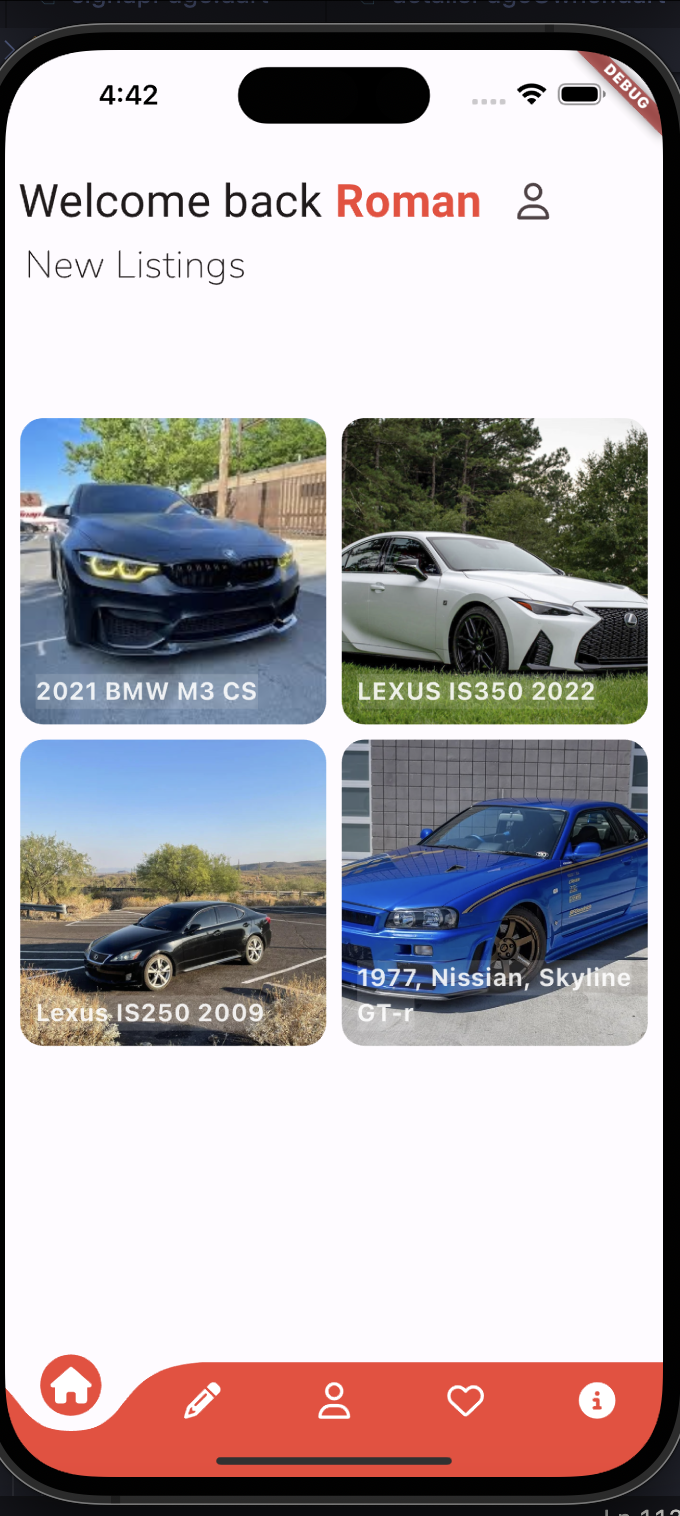 4:42
DEBUG
Welcome back Roman
New Listings
2021 BMW M3 CS
LEXUS IS350 2022
Lexus IS250 2009
1977, Nissian, Skyline
GT-r